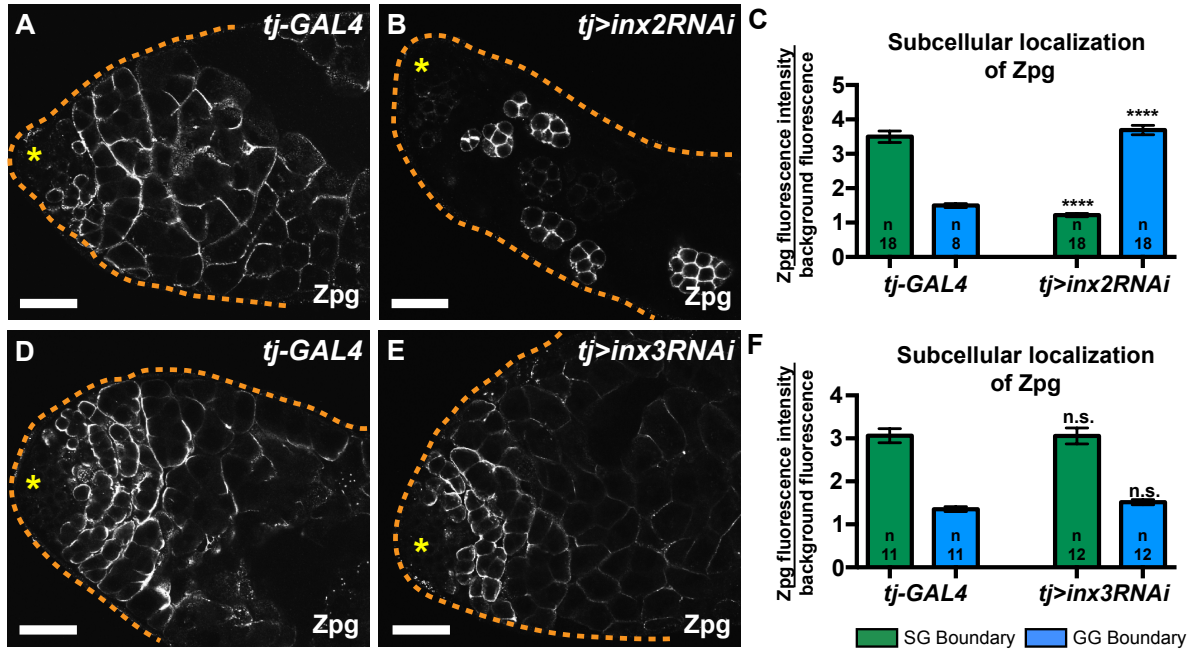 A
tj-GAL4
*
Zpg
B
tj>inx2RNAi
*
Zpg
C
Subcellular localization
of Zpg
Zpg fluorescence intensity
background fluorescence
5
4
3
2
1
0
****
****
n
18
n
8
n
18
n
18
tj-GAL4
tj>inx2RNAi
D
tj-GAL4
*
Zpg
E
tj>inx3RNAi
*
Zpg
F
Subcellular localization
of Zpg
Zpg fluorescence intensity
background fluorescence
4
3
2
1
0
n.s.
n.s.
n
11
n
11
n
12
n
12
tj-GAL4
tj>inx3RNAi
SG Boundary
GG Boundary